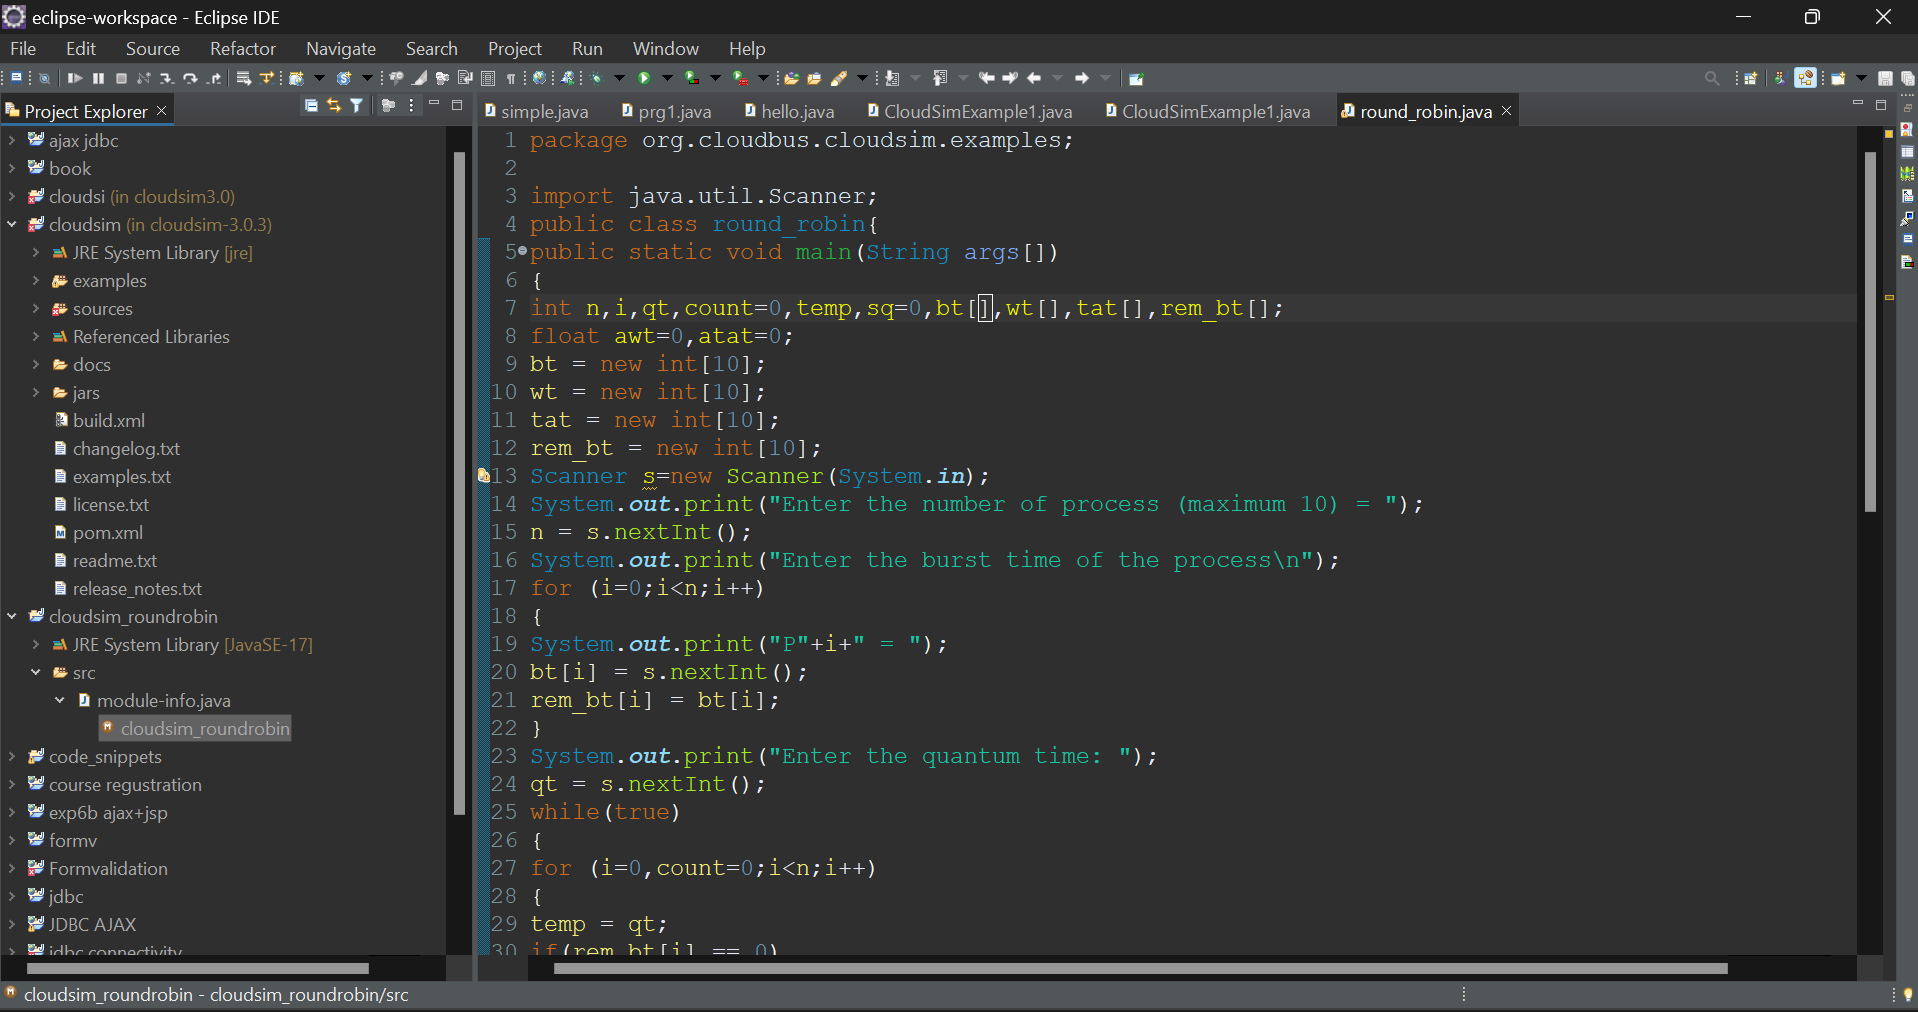 eclipse-workspace - Eclipse IDE
File Edit Source Refactor Navigate Search Project Run Window Help
Project Explorer
simple.java prg1.java hello.java CloudSimExample1.java CloudSimExample1.java round_robin.java
ajax jdbc
book
cloudsi (in cloudsim3.0)
cloudsim (in cloudsim-3.0.3)
JRE System Library [jre]
examples
sources
Referenced Libraries
docs
jars
build.xml
changelog.txt
examples.txt
license.txt
pom.xml
readme.txt
release_notes.txt
cloudsim_roundrobin
JRE System Library [JavaSE-17]
src
module-info.java
cloudsim_roundrobin
code_snippets
course regustration
exp6b ajax+jsp
formv
Formvalidation
jdbc
JDBC AJAX
jdbc connectivity
1 package org.cloudbus.cloudsim.examples;
2
3 import java.util.Scanner;
4 public class round_robin{
5 public static void main(String args[])
6 {
7 int n,i,qt,count=0,temp,sq=0,bt[],wt[],tat[],rem_bt[];
8 float awt=0,atat=0;
9 bt = new int[10];
10 wt = new int[10];
11 tat = new int[10];
12 rem_bt = new int[10];
13 Scanner s=new Scanner(System.in);
14 System.out.print("Enter the number of process (maximum 10) = ");
15 n = s.nextInt();
16 System.out.print("Enter the burst time of the process\n");
17 for (i=0;i<n;i++)
18 {
19 System.out.print("P"+i+" = ");
20 bt[i] = s.nextInt();
21 rem_bt[i] = bt[i];
22 }
23 System.out.print("Enter the quantum time: ");
24 qt = s.nextInt();
25 while(true)
26 {
27 for (i=0,count=0;i<n;i++)
28 {
29 temp = qt;
30 if(rem_bt[i] == 0)
cloudsim_roundrobin - cloudsim_roundrobin/src